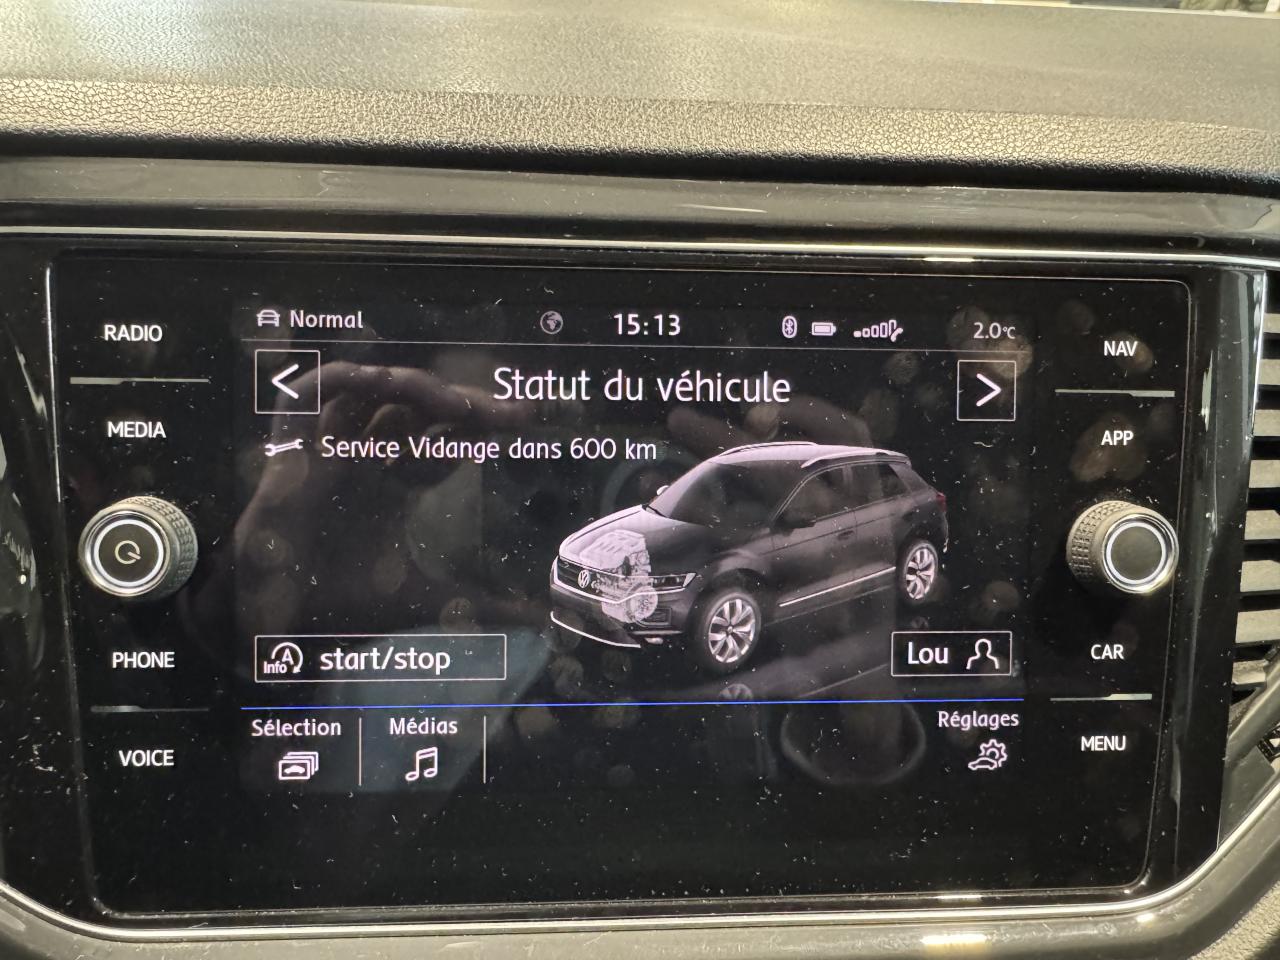 RADIO
MEDIA
PHONE
VOICE
Normal
15:13
2.0°C
Statut du véhicule
Service Vidange dans 600 km
Info A
start/stop
Lou
Sélection
Médias
Réglages
NAV
APP
CAR
MENU